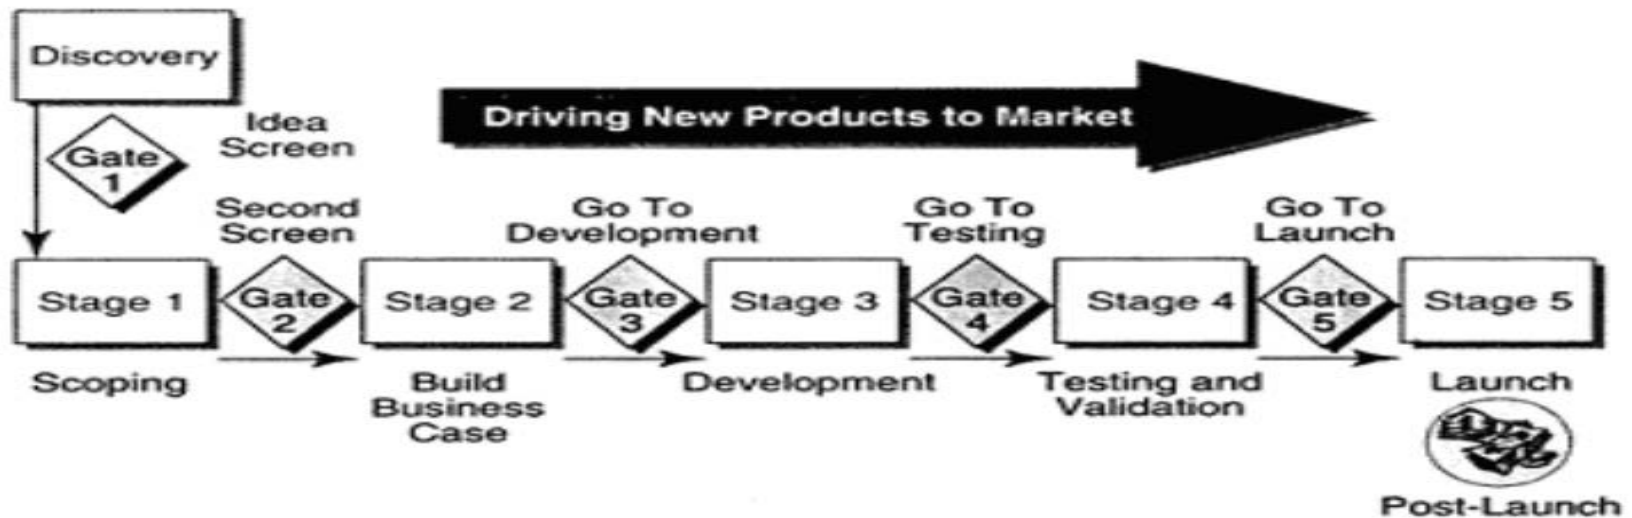 Discovery
Gate
1
Idea
Screen
Driving New Products to Market
Second
Screen
Go To
Development
Go To
Testing
Go To
Launch
Stage 1
Gate
2
Stage 2
Gate
3
Stage 3
Gate
4
Stage 4
Gate
5
Stage 5
Scoping
Build
Business
Case
Development
Testing and
Validation
Launch
Post-Launch